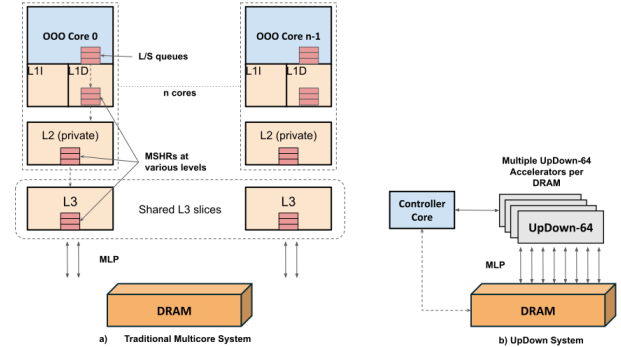 OOO Core 0
L/S queues
L1I
L1D
OOO Core n-1
L1I
L1D
n cores
L2 (private)
MSHRs at
various levels
L2 (private)
L3
Shared L3 slices
L3
MLP
DRAM
a) Traditional Multicore System
Multiple UpDown-64
Accelerators per
DRAM
Controller
Core
UpDown-64
MLP
DRAM
b) UpDown System